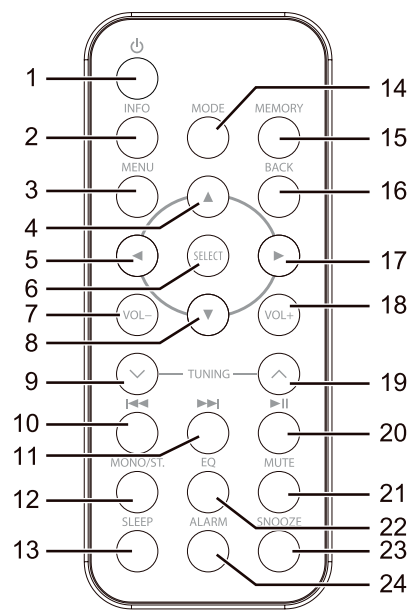 1
INFO MODE MEMORY 14
2 15
MENU BACK
3 16
4
5 SELECT 17
6
7 VOL− VOL+ 18
8
9 TUNING 19
10 20
11
MONO/ST. EQ MUTE
12 21
22
SLEEP ALARM SNOOZE
13 23
24